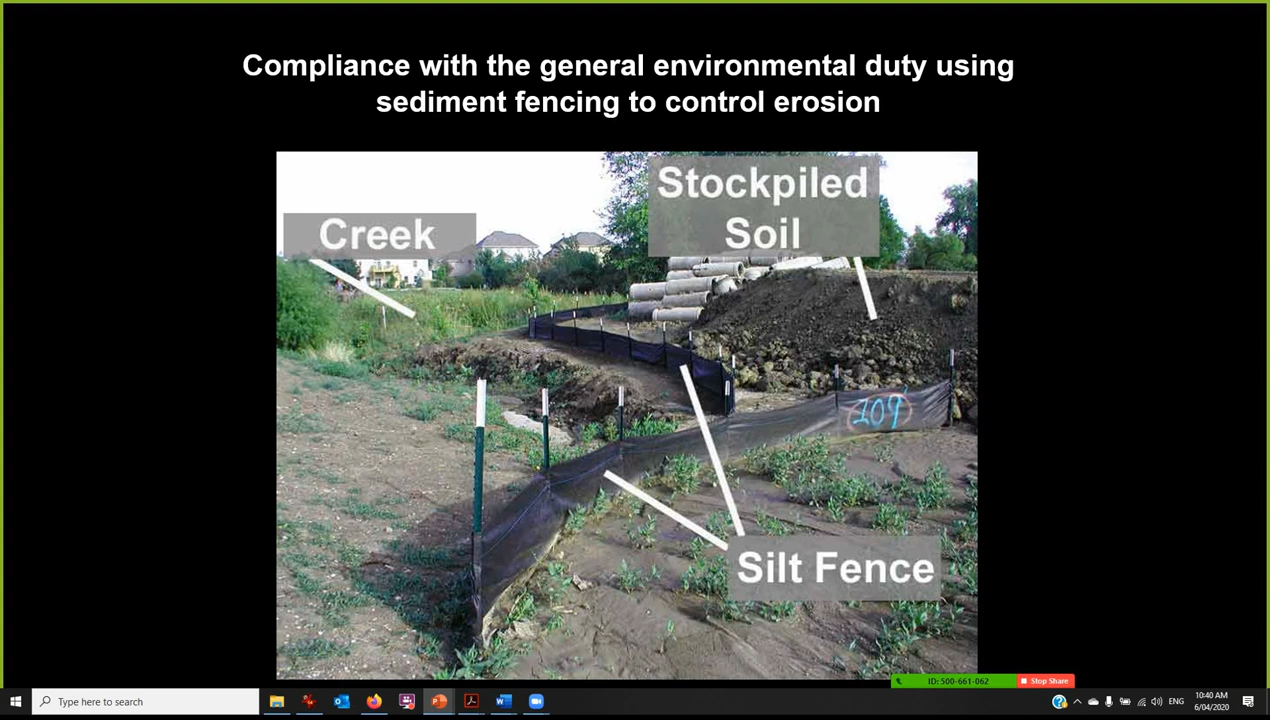 Compliance with the general environmental duty using
sediment fencing to control erosion
Creek
Stockpiled
Soil
109
Silt Fence
ID: 500-661-062
Stop Share
Type here to search
ENG
10:40 AM
6/04/2020